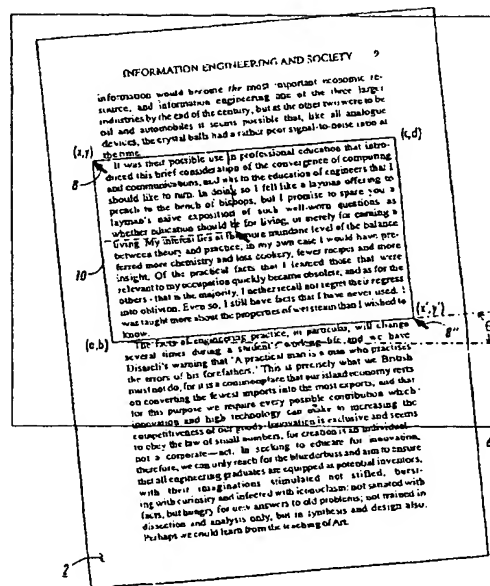 INFORMATION ENGINEERING AND SOCIETY 9
information would become the most important economic re-
source, and information engineering one of the three larger
industries by the end of the century, but as the other two were to be
oil and automobiles it seems possible that, like all analogue
devices, the crystal balls had a rather poor signal-to-noise ratio at
the time.
(x,y)
(c,d)
8
It was their possible use in professional education that intro-
duced this brief consideration of the convergence of computing
and communications, and it is to the education of engineers that I
should like to turn. In doing so I fell like a layman offering to
preach to the bench of bishops, but I promise to spare you a
layman's naive exposition of such well-worn questions as
whether education should be for living, or merely for earning a
living. My interest lies at the more mundane level of the balance
10
between theory and practice, in my own case I would have pre-
ferred more chemistry and less cookery, fewer recipes and more
insight. Of the practical facts that I learned those that were
relevant to my occupation quickly became obsolete, and as for the
others - that is the majority, I nether recall not regret their regress
into oblivion. Even so, I still have facts that I have never used. I
was taught more about the properties of wet steam than I wished to
know.
(x',y')
8"
θ
(a,b)
The facts of engineering practice, in particular, will change
several times during a student's working life, and we have
Disraeli's warning that 'A practical man is a man who practises
the errors of his forefathers.' This is precisely what we British
must not do, for it is a commonplace that our island economy rests
on converting the fewest imports into the most exports, and that
for this purpose we require every possible contribution which
innovation and high technology can make in increasing the
competitiveness of our goods. Innovation is exclusive and seems
to obey the law of small numbers, for creation is an individual-
not a corporate—act. In seeking to educate for innovation,
therefore, we can only reach for the blunderbuss and aim to ensure
that all engineering graduates are equipped as potential inventors,
with their imaginations stimulated not stifled, burst-
ing with curiosity and infected with iconoclasm: not sanated with
facts, but hungry for new answers to old problems; not trained in
dissection and analysis only, but in synthesis and design also.
Perhaps we could learn from the teaching of Art.
2